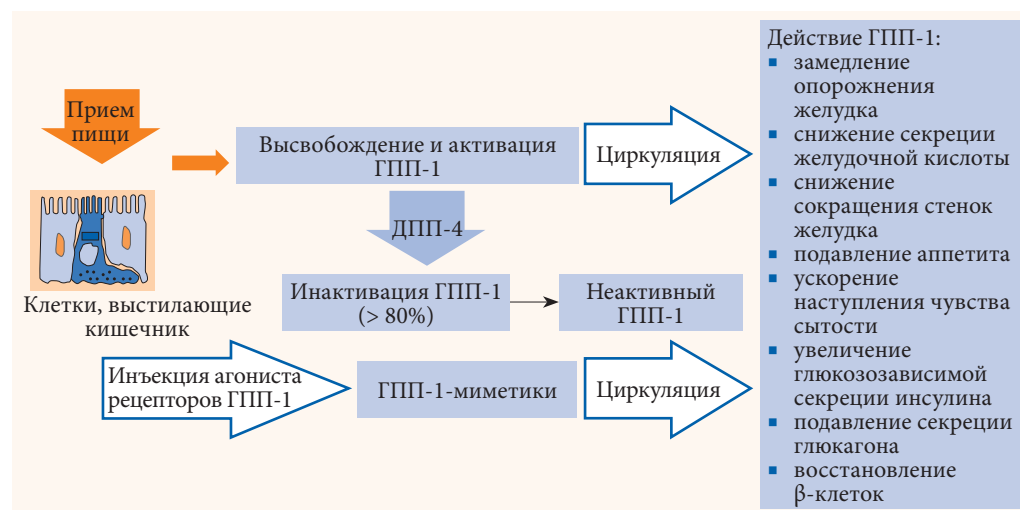 Прием
пищи
Клетки, выстилающие
кишечник
Высвобождение и активация
ГПП-1
Циркуляция
ДПП-4
Инактивация ГПП-1
(> 80%)
Неактивный
ГПП-1
Инъекция агониста
рецепторов ГПП-1
ГПП-1-миметики
Циркуляция
Действие ГПП-1:
▪ замедление
опорожнения
желудка
▪ снижение секреции
желудочной кислоты
▪ снижение
сокращения стенок
желудка
▪ подавление аппетита
▪ ускорение
наступления чувства
сытости
▪ увеличение
глюкозозависимой
секреции инсулина
▪ подавление секреции
глюкагона
▪ восстановление
β-клеток